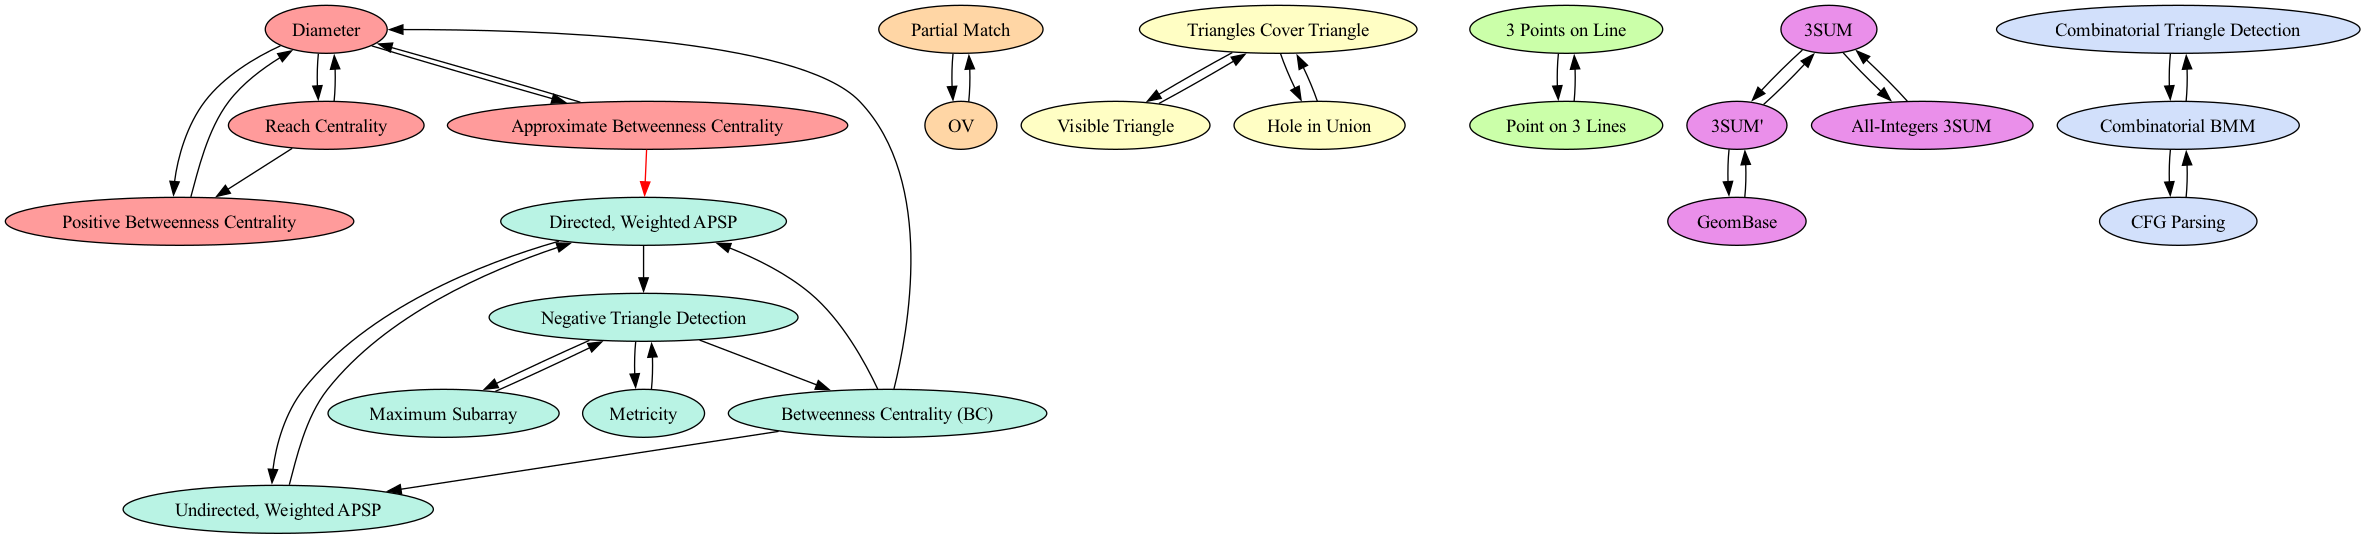 Diameter
Partial Match
Triangles Cover Triangle
3 Points on Line
3SUM
Combinatorial Triangle Detection
Reach Centrality
Approximate Betweenness Centrality
OV
Visible Triangle
Hole in Union
Point on 3 Lines
3SUM'
All-Integers 3SUM
Combinatorial BMM
Positive Betweenness Centrality
Directed, Weighted APSP
GeomBase
CFG Parsing
Negative Triangle Detection
Maximum Subarray
Metricity
Betweenness Centrality (BC)
Undirected, Weighted APSP